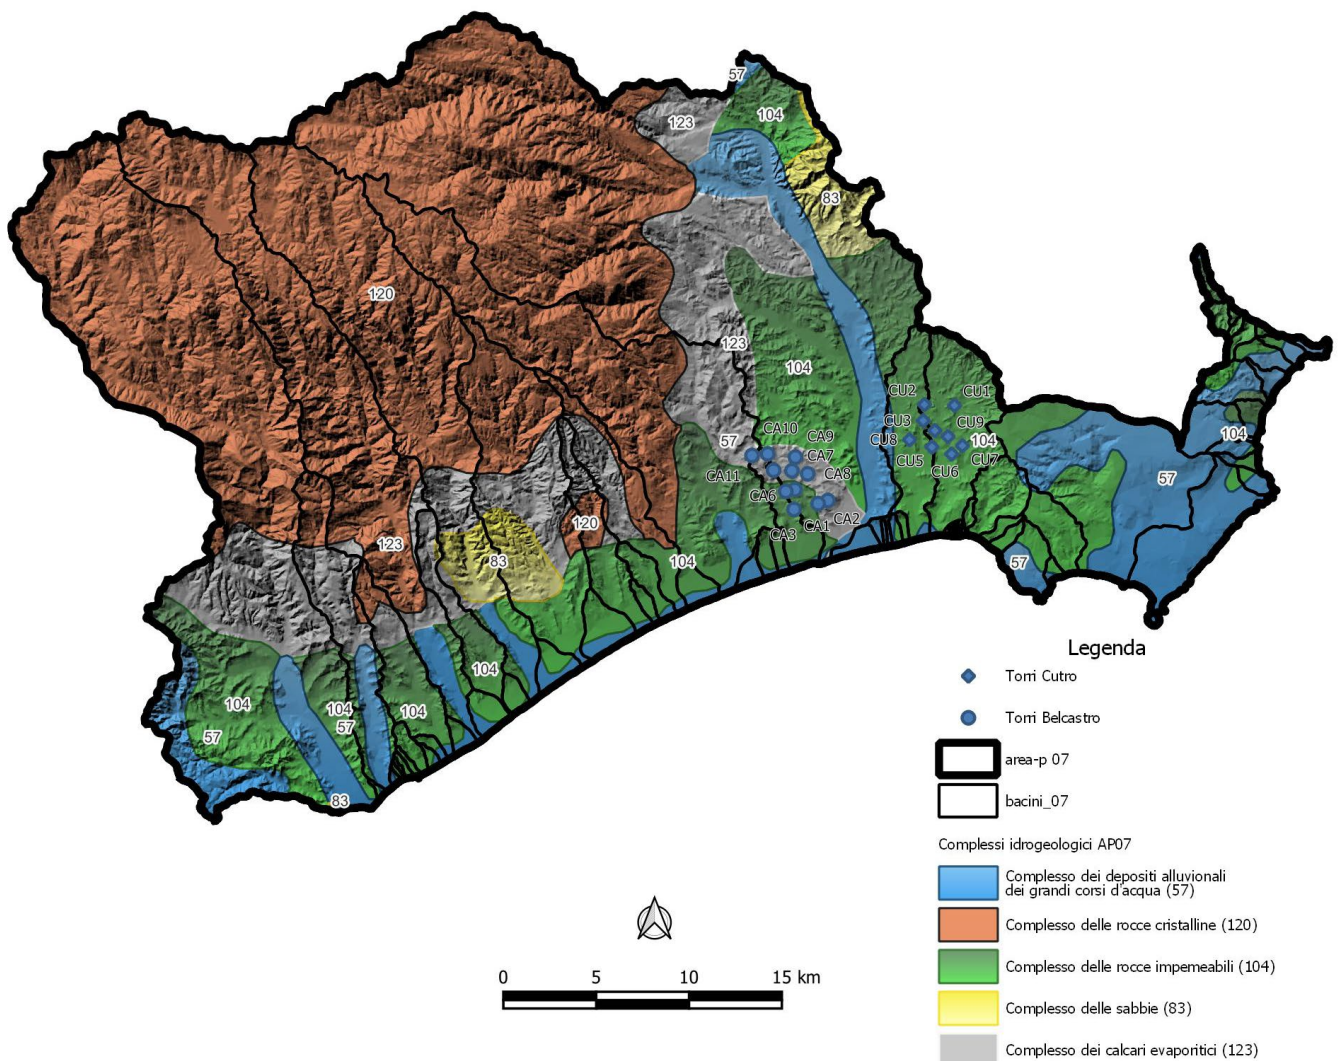 57
104
123
83
120
123
104
CU2
CU1
CU3
CU9
CA10
CA9
57
CU8
104
CA7
CU5
CU7
CA11
CA8
CU6
57
104
CA6
CA2
CA1
120
CA3
123
83
104
57
104
104
104
57
104
57
83
Legenda
Torri Cutro
Torri Belcastro
area-p 07
bacini_07
Complessi idrogeologici AP07
Complesso dei depositi alluvionali
dei grandi corsi d'acqua (57)
Complesso delle rocce cristalline (120)
Complesso delle rocce impemeabili (104)
Complesso delle sabbie (83)
Complesso dei calcari evaporitici (123)
0 5 10 15 km